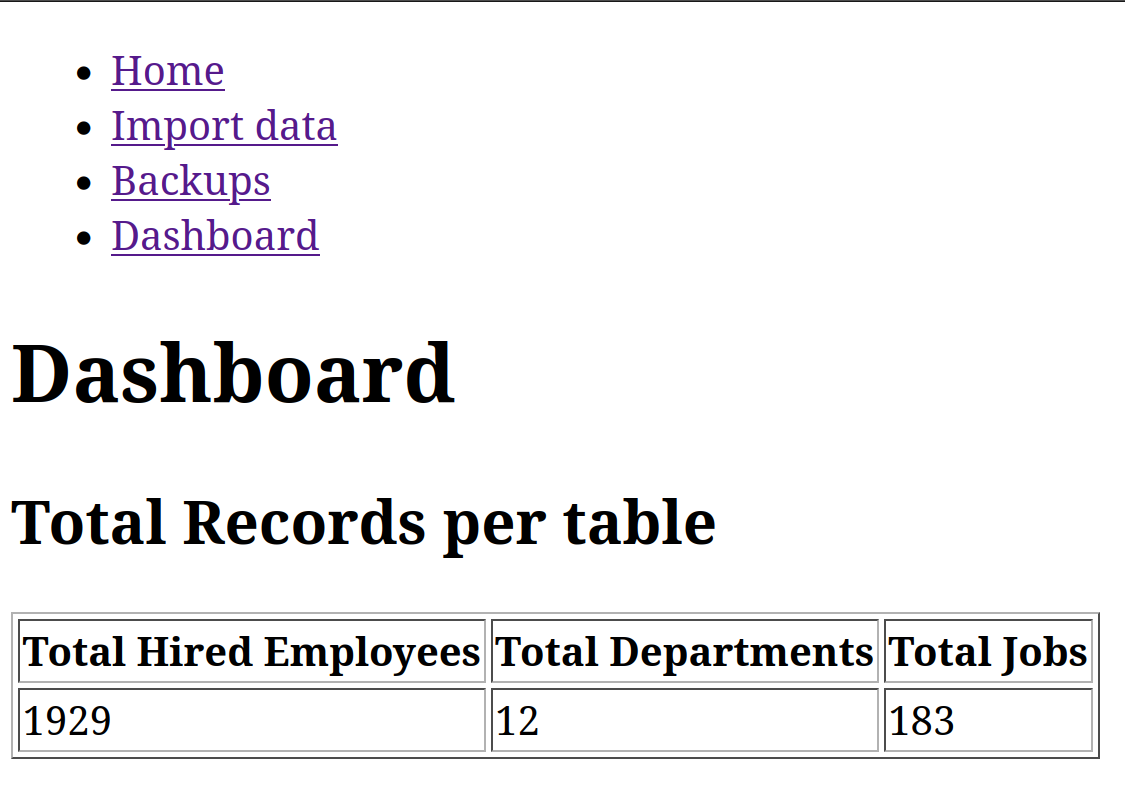 Home
Import data
Backups
Dashboard
Dashboard
Total Records per table
Total Hired Employees Total Departments Total Jobs
1929 12 183